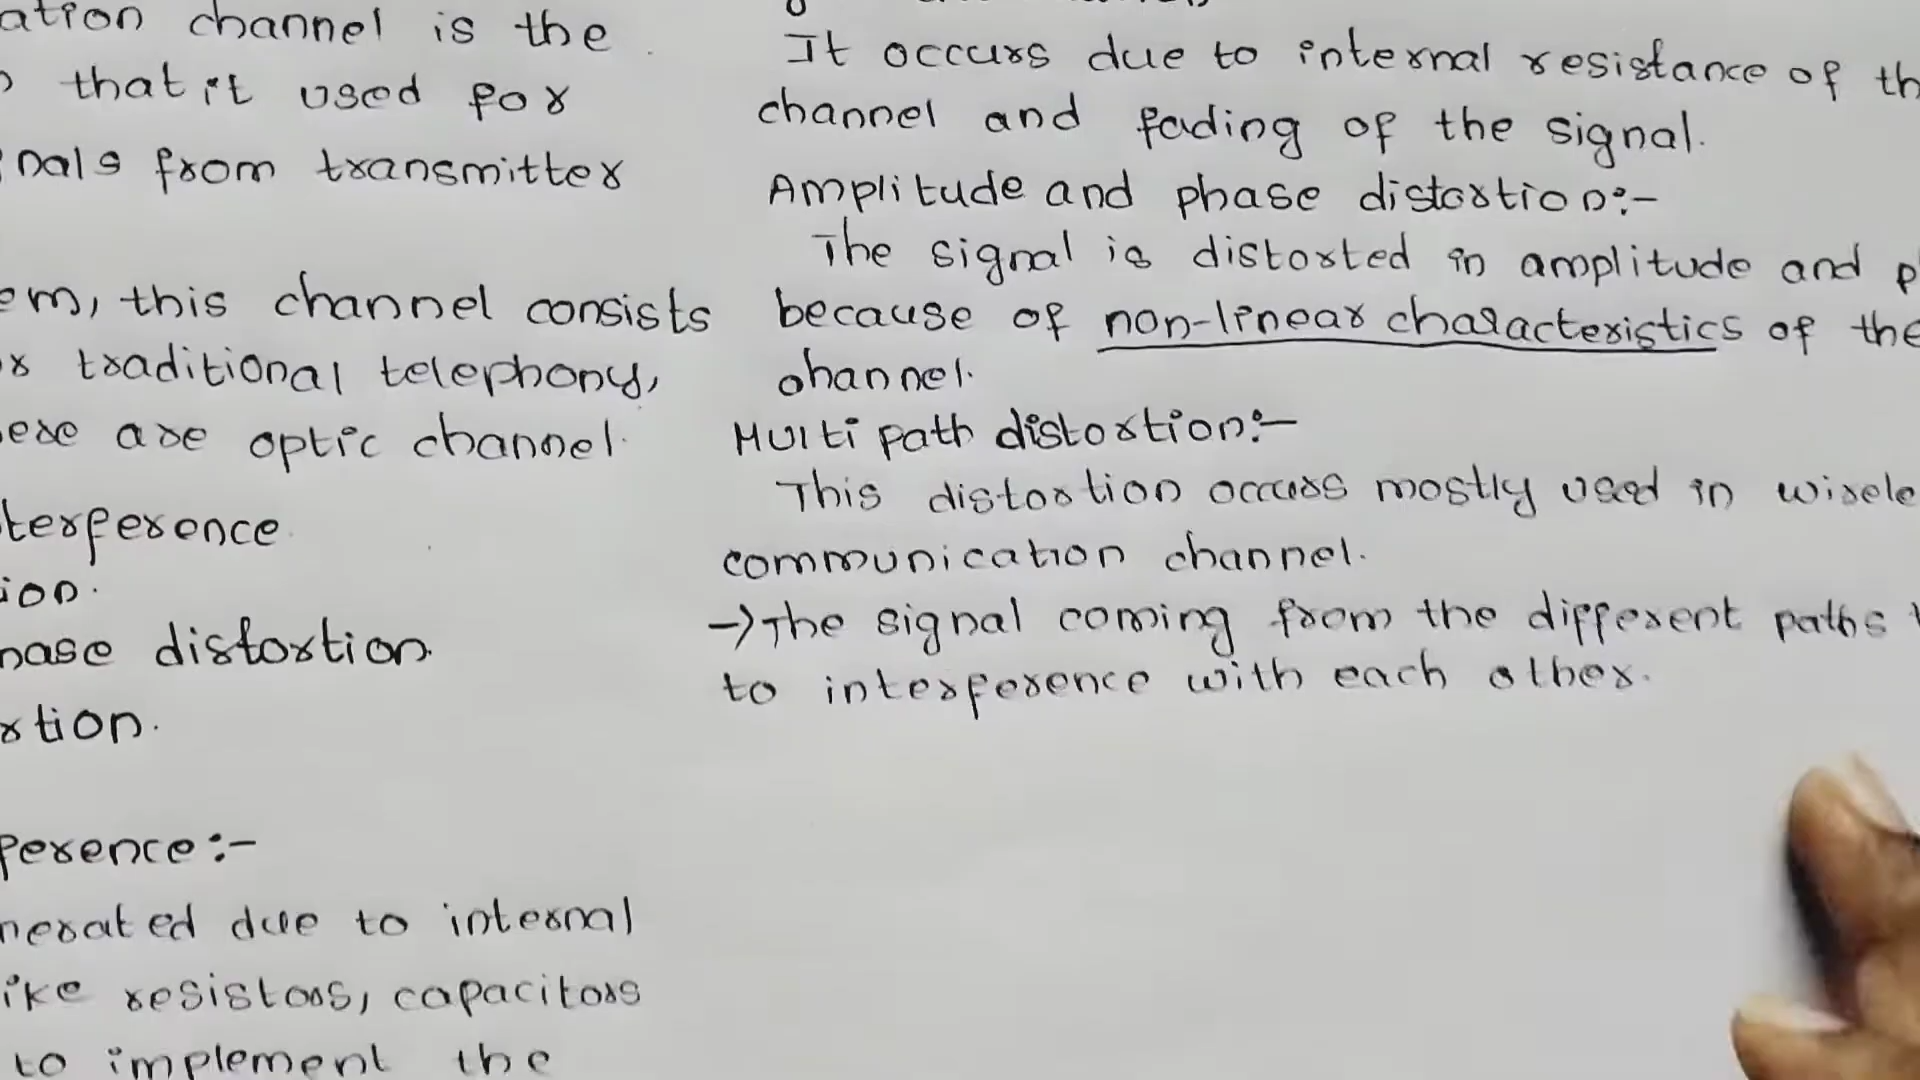 ation channel is the
that it used for
nals from transmitter
em, this channel consists
r traditional telephony,
ere are optic channel.
terference
ion.
hase distortion.
rtion.
ference:-
nerated due to internal
ike resistors, capacitors
to implement the
It occurs due to internal resistance of th
channel and fading of the signal.
Amplitude and phase distortion:-
The signal is distorted in amplitude and p
because of non-linear characteristics of the
channel.
Multi path distortion:-
This distortion occurs mostly used in wirele
communication channel.
→The signal coming from the different paths
to interference with each other.